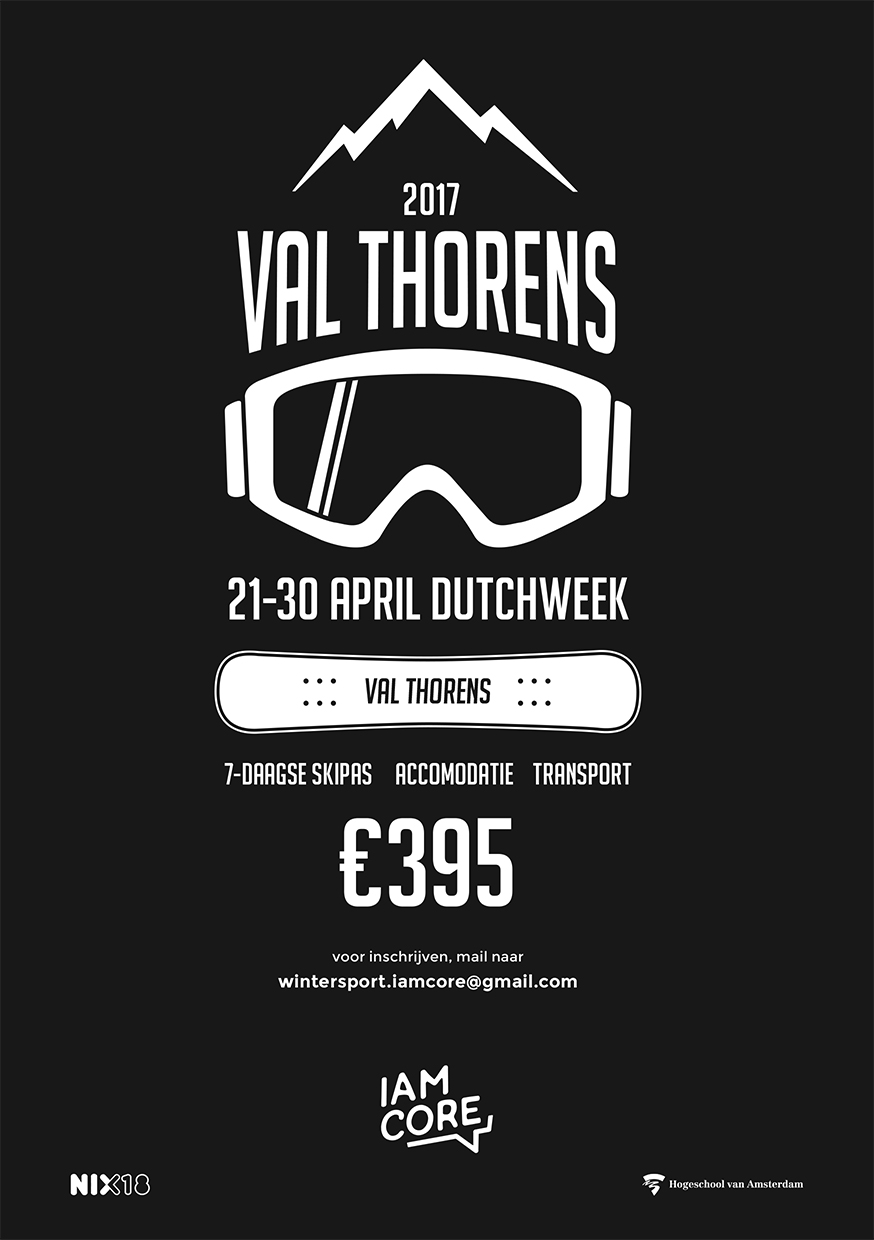 2017
VAL THORENS
21-30 APRIL DUTCHWEEK
VAL THORENS
7-DAAGSE SKIPAS ACCOMODATIE TRANSPORT
€395
voor inschrijven, mail naar
wintersport.iamcore@gmail.com
IAM
CORE
NIX18
Hogeschool van Amsterdam